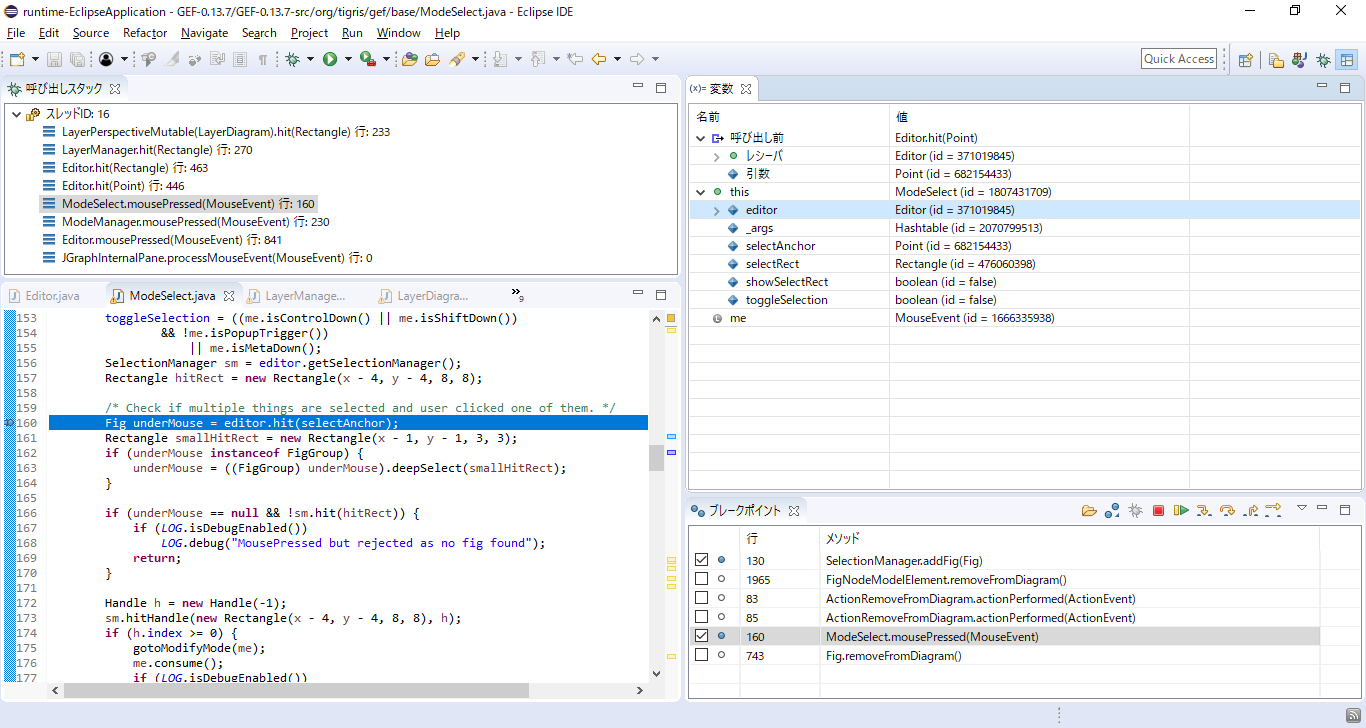 runtime-EclipseApplication - GEF-0.13.7/GEF-0.13.7-src/org/tigris/gef/base/ModeSelect.java - Eclipse IDE
File Edit Source Refactor Navigate Search Project Run Window Help
Quick Access
呼び出しスタック
スレッドID: 16
LayerPerspectiveMutable(LayerDiagram).hit(Rectangle) 行: 233
LayerManager.hit(Rectangle) 行: 270
Editor.hit(Rectangle) 行: 463
Editor.hit(Point) 行: 446
ModeSelect.mousePressed(MouseEvent) 行: 160
ModeManager.mousePressed(MouseEvent) 行: 230
Editor.mousePressed(MouseEvent) 行: 841
JGraphInternalPane.processMouseEvent(MouseEvent) 行: 0
Editor.java ModeSelect.java LayerManage... LayerDiagra... »9
153 toggleSelection = ((me.isControlDown() || me.isShiftDown())
154 && !me.isPopupTrigger())
155 || me.isMetaDown();
156 SelectionManager sm = editor.getSelectionManager();
157 Rectangle hitRect = new Rectangle(x - 4, y - 4, 8, 8);
158
159 /* Check if multiple things are selected and user clicked one of them. */
160 Fig underMouse = editor.hit(selectAnchor);
161 Rectangle smallHitRect = new Rectangle(x - 1, y - 1, 3, 3);
162 if (underMouse instanceof FigGroup) {
163 underMouse = ((FigGroup) underMouse).deepSelect(smallHitRect);
164 }
165
166 if (underMouse == null && !sm.hit(hitRect)) {
167 if (LOG.isDebugEnabled())
168 LOG.debug("MousePressed but rejected as no fig found");
169 return;
170 }
171
172 Handle h = new Handle(-1);
173 sm.hitHandle(new Rectangle(x - 4, y - 4, 8, 8), h);
174 if (h.index >= 0) {
175 gotoModifyMode(me);
176 me.consume();
177 if (LOG.isDebugEnabled())
(x)= 変数
名前 値
呼び出し前 Editor.hit(Point)
レシーバ Editor (id = 371019845)
引数 Point (id = 682154433)
this ModeSelect (id = 1807431709)
editor Editor (id = 371019845)
_args Hashtable (id = 2070799513)
selectAnchor Point (id = 682154433)
selectRect Rectangle (id = 476060398)
showSelectRect boolean (id = false)
toggleSelection boolean (id = false)
me MouseEvent (id = 1666335938)
ブレークポイント
行 メソッド
130 SelectionManager.addFig(Fig)
1965 FigNodeModelElement.removeFromDiagram()
83 ActionRemoveFromDiagram.actionPerformed(ActionEvent)
85 ActionRemoveFromDiagram.actionPerformed(ActionEvent)
160 ModeSelect.mousePressed(MouseEvent)
743 Fig.removeFromDiagram()